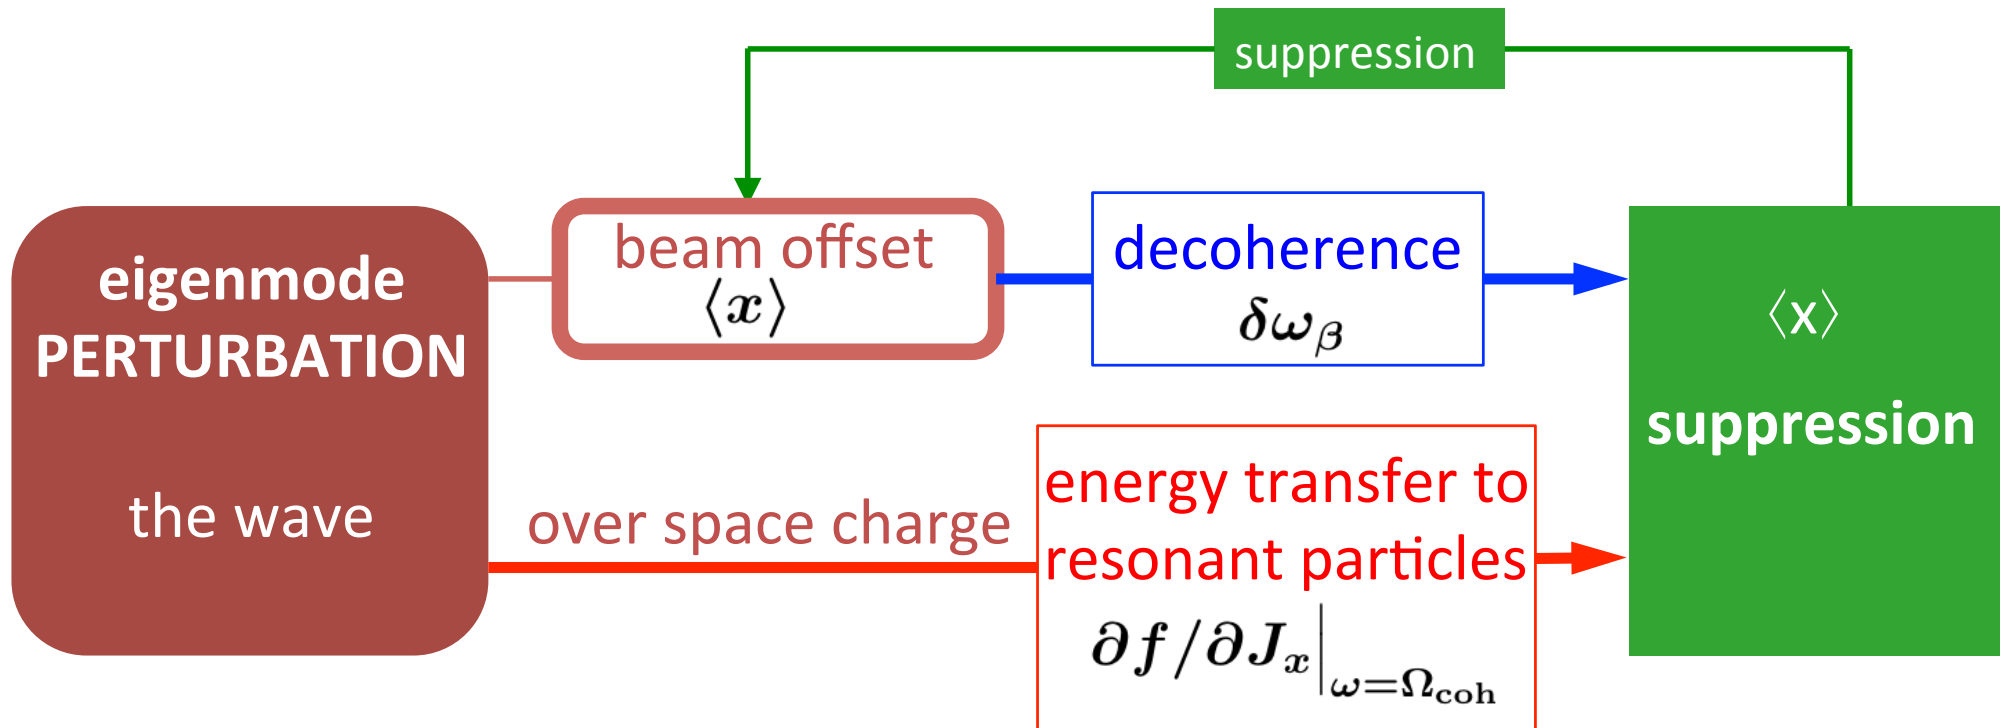 suppression
eigenmode
PERTURBATION
the wave
beam offset
⟨x⟩
decoherence
δω_β
over space charge
energy transfer to
resonant particles
∂f/∂J_x|_{ω=Ω_coh}
⟨x⟩
suppression